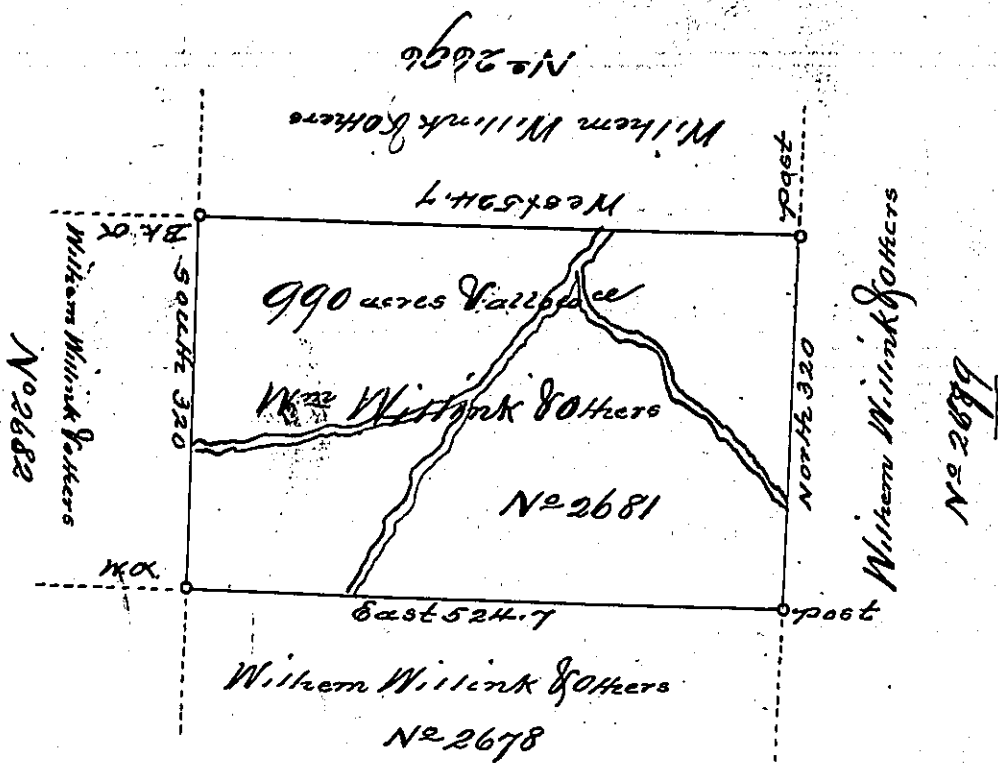 No 2696
Wilhem Willink & Others
West 524.7
post
Bk O
990 acres & allowance
Wm Willink & Others
No 2681
South 320
Wilhem Willink & Others
No 2682
North 320
Wilhem Willink & Others
W.O.
East 524.7
post
Wilhem Willink & Others
No 2678